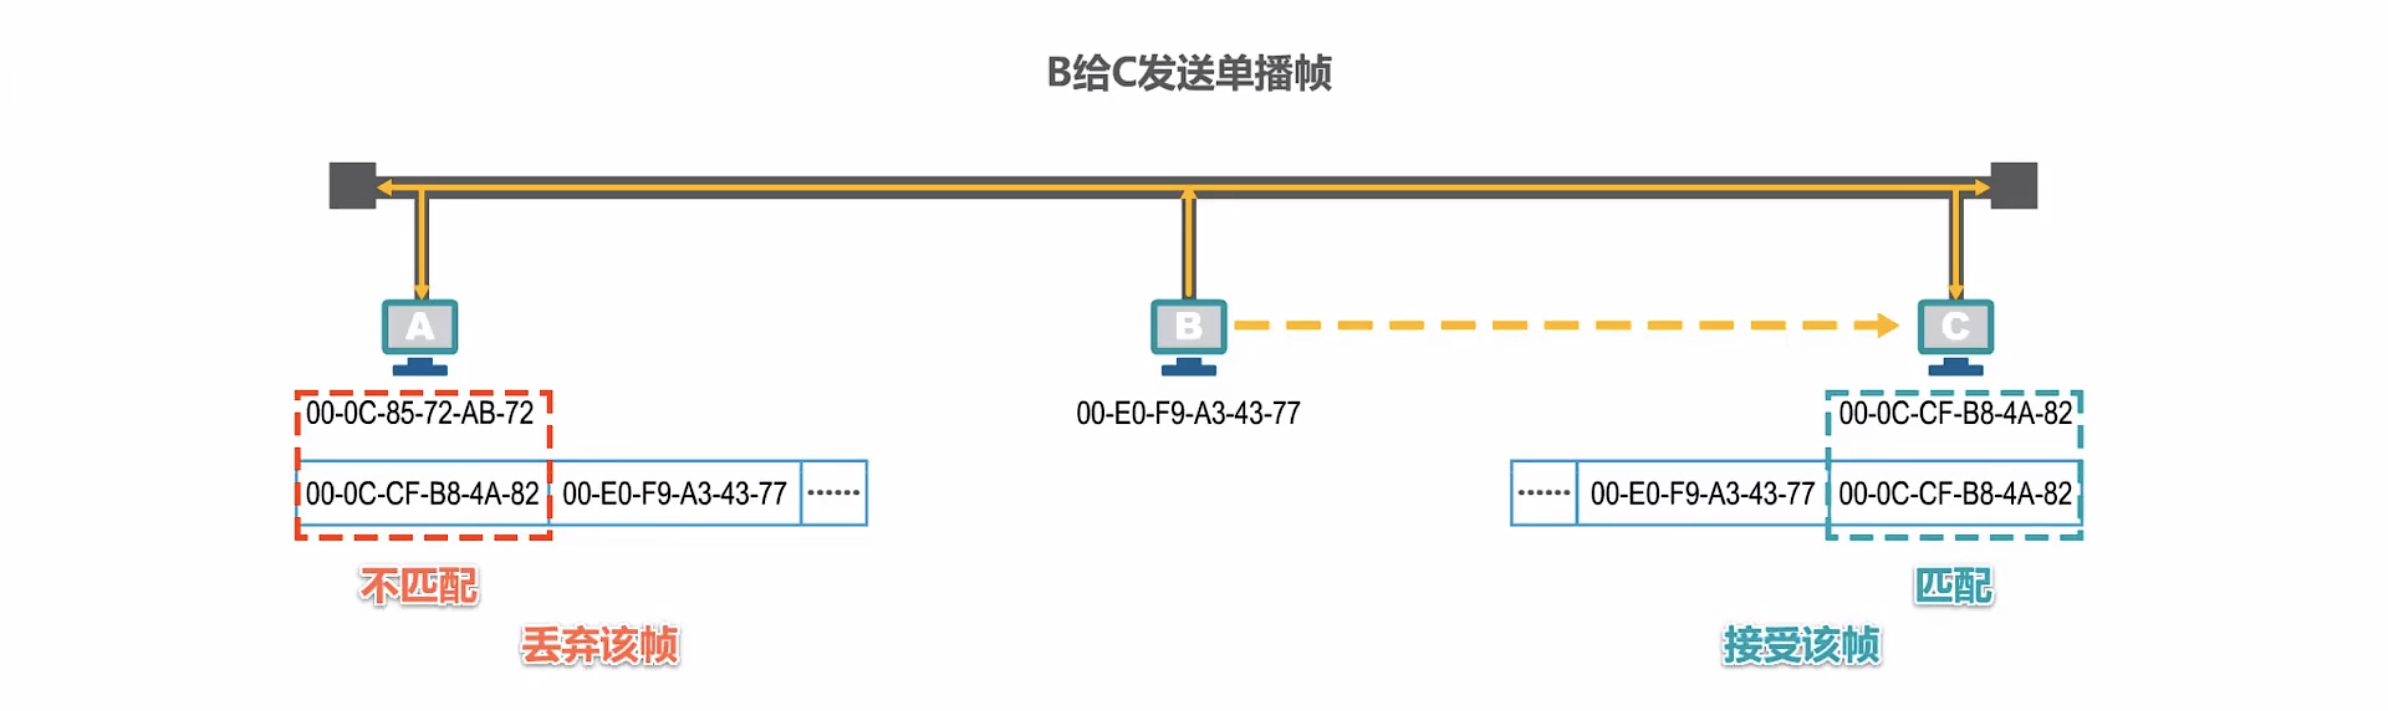 B给C发送单播帧
A
B
C
00-0C-85-72-AB-72
00-E0-F9-A3-43-77
00-0C-CF-B8-4A-82
00-0C-CF-B8-4A-82 00-E0-F9-A3-43-77 ······
······ 00-E0-F9-A3-43-77 00-0C-CF-B8-4A-82
不匹配
匹配
丢弃该帧
接受该帧